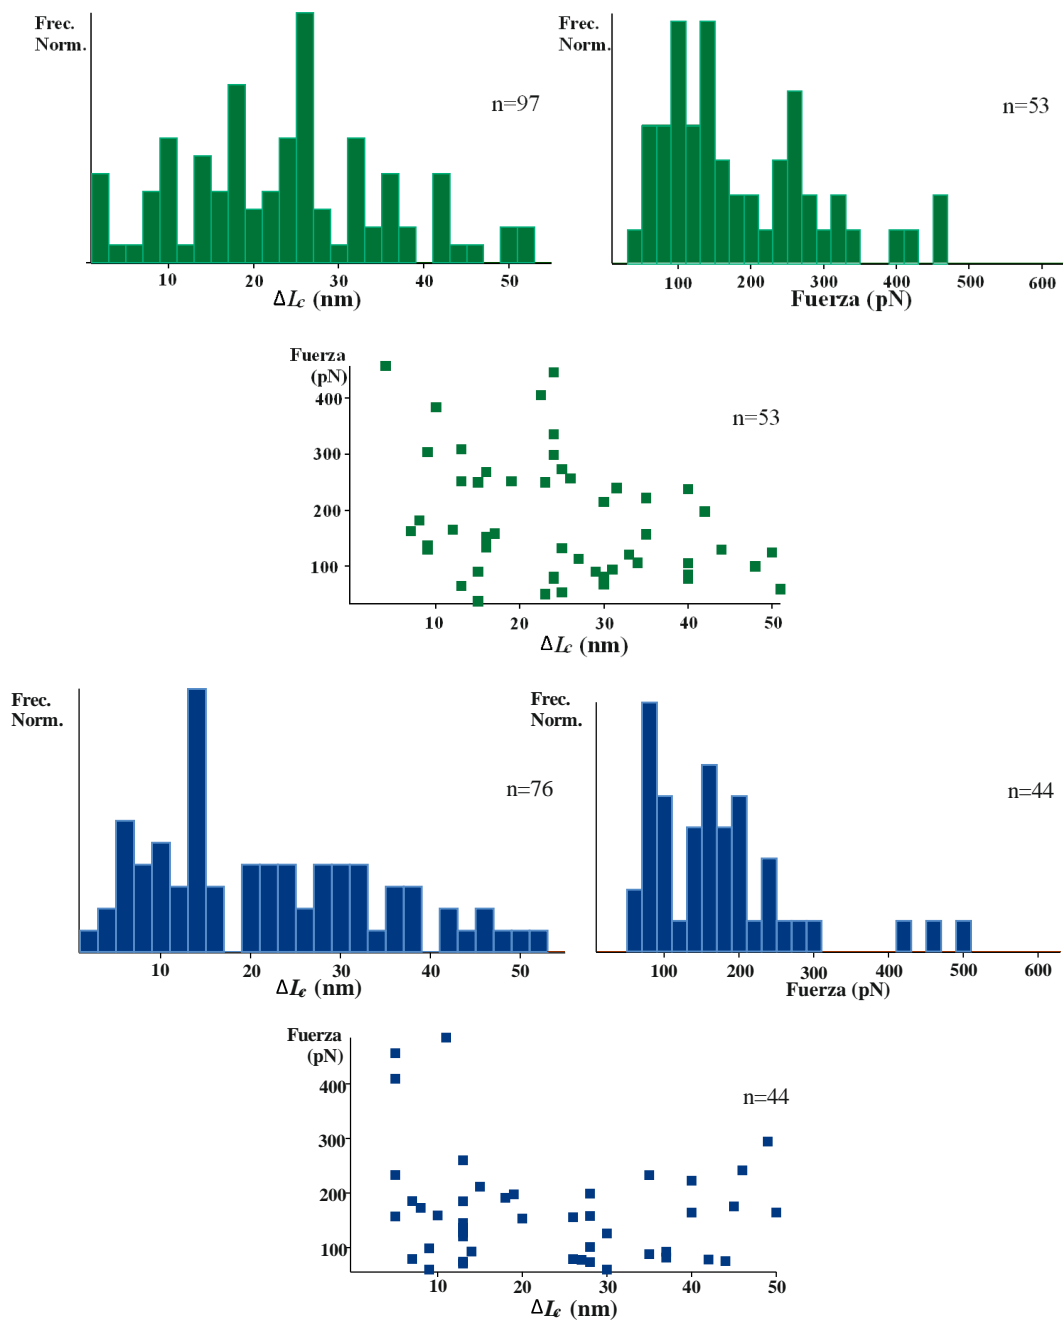 Frec.
Norm.
n=97
10 20 30 40 50
ΔLc (nm)
Frec.
Norm.
n=53
100 200 300 400 500 600
Fuerza (pN)
Fuerza
(pN)
400
300
200
100
n=53
10 20 30 40 50
ΔLc (nm)
Frec.
Norm.
n=76
10 20 30 40 50
ΔLc (nm)
Frec.
Norm.
n=44
100 200 300 400 500 600
Fuerza (pN)
Fuerza
(pN)
400
300
200
100
n=44
10 20 30 40 50
ΔLc (nm)